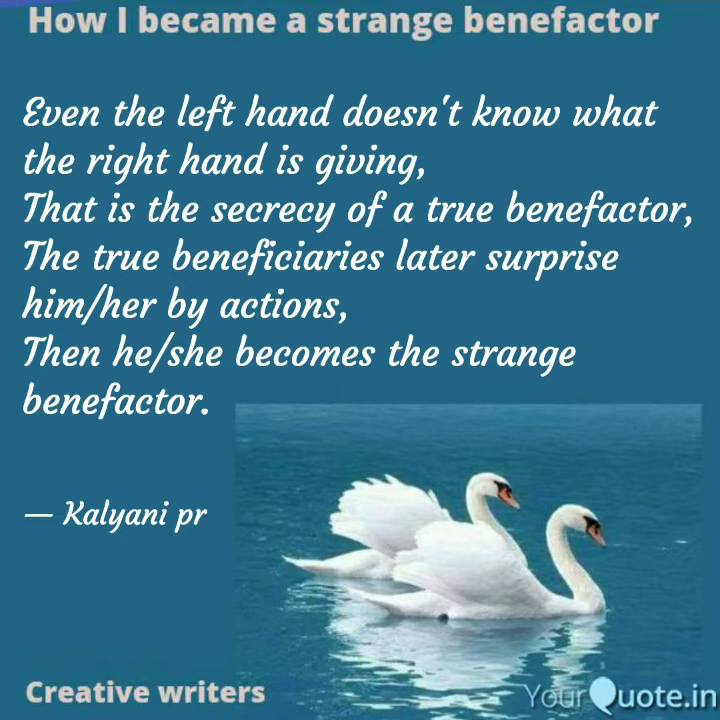 How I became a strange benefactor
Even the left hand doesn't know what
the right hand is giving,
That is the secrecy of a true benefactor,
The true beneficiaries later surprise
him/her by actions,
Then he/she becomes the strange
benefactor.
— Kalyani pr
Creative writers
YourQuote.in